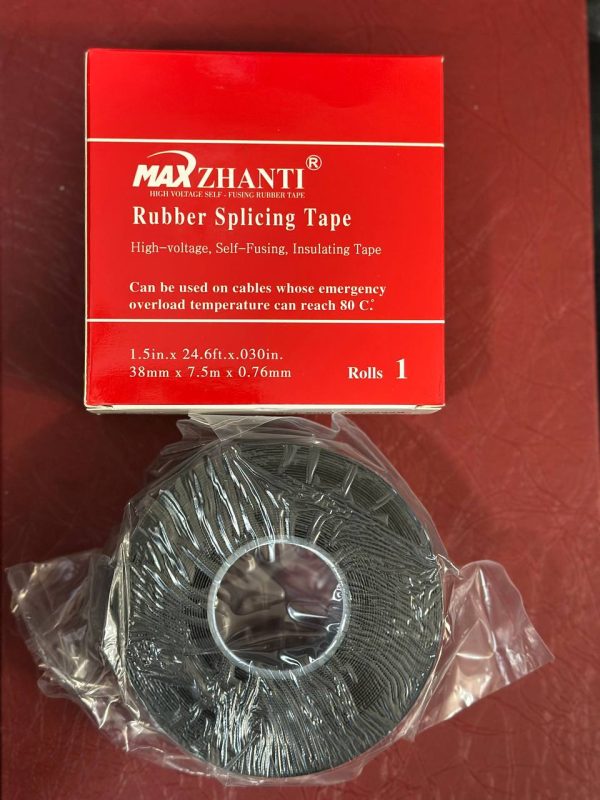 MAXZHANTI®
HIGH VOLTAGE SELF - FUSING RUBBER TAPE
Rubber Splicing Tape
High-voltage, Self-Fusing, Insulating Tape
Can be used on cables whose emergency
overload temperature can reach 80 C.°
1.5in.x 24.6ft.x.030in.
38mm x 7.5m x 0.76mm
Rolls 1